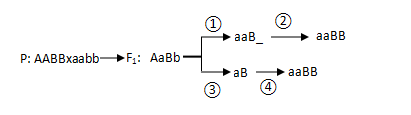 ① aaB_ ② aaBB
P: AABBxaabb F₁: AaBb
③ aB ④ aaBB